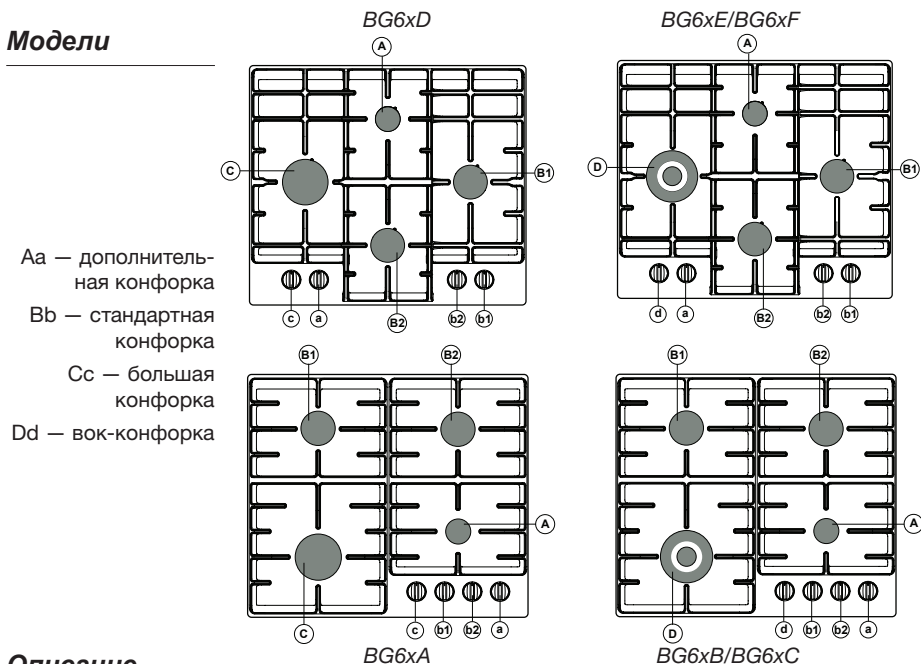 Модели
BG6xD
BG6xE/BG6xF
A
A
C
B1
D
B1
Aa — дополнитель-
ная конфорка
Bb — стандартная
конфорка
Cc — большая
конфорка
Dd — вок-конфорка
B2
B2
c
a
b2
b1
d
a
b2
b1
B1
B2
B1
B2
A
A
C
c
b1
b2
a
D
d
b1
b2
a
BG6xA
BG6xB/BG6xC
Описание